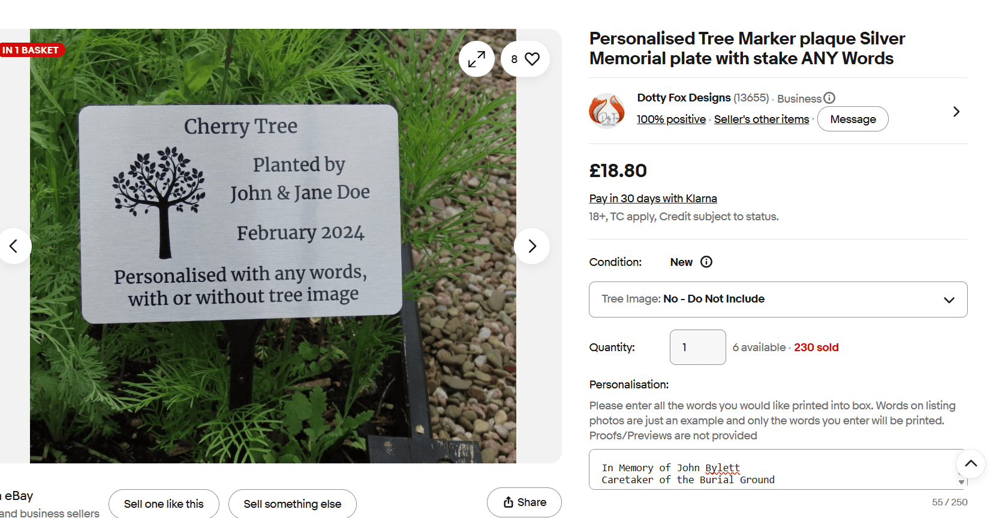 IN 1 BASKET
8
Cherry Tree
Planted by
John & Jane Doe
February 2024
Personalised with any words,
with or without tree image
eBay
and business sellers
Sell one like this
Sell something else
Share
Personalised Tree Marker plaque Silver
Memorial plate with stake ANY Words
Dotty Fox Designs (13655) · Business
100% positive · Seller's other items · Message
£18.80
Pay in 30 days with Klarna
18+, TC apply, Credit subject to status.
Condition: New
Tree Image: No - Do Not Include
Quantity: 1 6 available · 230 sold
Personalisation:
Please enter all the words you would like printed into box. Words on listing
photos are just an example and only the words you enter will be printed.
Proofs/Previews are not provided
In Memory of John Bylett
Caretaker of the Burial Ground
55 / 250